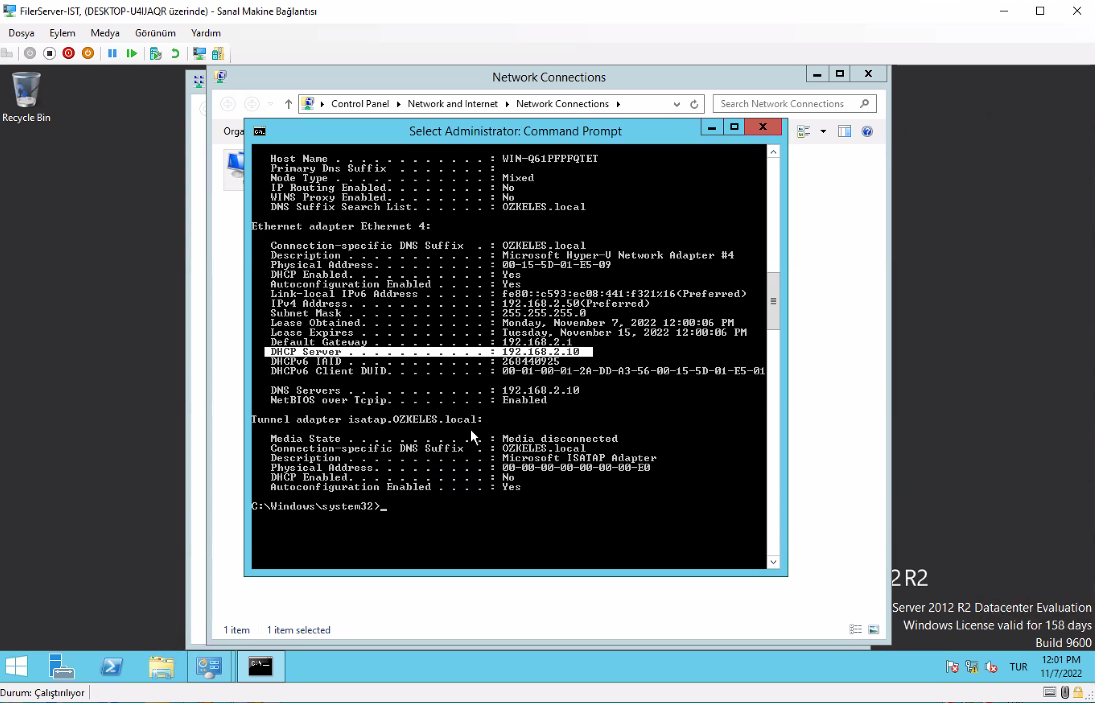 FilerServer-IST, (DESKTOP-U4IJAQR üzerinde) - Sanal Makine Bağlantısı
Dosya Eylem Medya Görünüm Yardım
Recycle Bin
Network Connections
Control Panel Network and Internet Network Connections
Search Network Connections
Orga
Select Administrator: Command Prompt
Host Name . . . . . . . . . . . . : WIN-Q61PFPFQTET
Primary Dns Suffix . . . . . . . :
Node Type . . . . . . . . . . . . : Mixed
IP Routing Enabled. . . . . . . . : No
WINS Proxy Enabled. . . . . . . . : No
DNS Suffix Search List. . . . . . : OZKELES.local
Ethernet adapter Ethernet 4:
Connection-specific DNS Suffix . : OZKELES.local
Description . . . . . . . . . . . : Microsoft Hyper-V Network Adapter #4
Physical Address. . . . . . . . . : 00-15-5D-01-E5-09
DHCP Enabled. . . . . . . . . . . : Yes
Autoconfiguration Enabled . . . . : Yes
Link-local IPv6 Address . . . . . : fe80::c593:ec08:441:f321%16(Preferred)
IPv4 Address. . . . . . . . . . . : 192.168.2.50(Preferred)
Subnet Mask . . . . . . . . . . . : 255.255.255.0
Lease Obtained. . . . . . . . . . : Monday, November 7, 2022 12:00:06 PM
Lease Expires . . . . . . . . . . : Tuesday, November 15, 2022 12:00:06 PM
Default Gateway . . . . . . . . . : 192.168.2.1
DHCP Server . . . . . . . . . . . : 192.168.2.10
DHCPv6 IAID . . . . . . . . . . . : 268440925
DHCPv6 Client DUID. . . . . . . . : 00-01-00-01-2A-DD-A3-56-00-15-5D-01-E5-01
DNS Servers . . . . . . . . . . . : 192.168.2.10
NetBIOS over Tcpip. . . . . . . . : Enabled
Tunnel adapter isatap.OZKELES.local:
Media State . . . . . . . . . . . : Media disconnected
Connection-specific DNS Suffix . : OZKELES.local
Description . . . . . . . . . . . : Microsoft ISATAP Adapter
Physical Address. . . . . . . . . : 00-00-00-00-00-00-00-E0
DHCP Enabled. . . . . . . . . . . : No
Autoconfiguration Enabled . . . . : Yes
C:\Windows\system32>_
2 R2
Server 2012 R2 Datacenter Evaluation
Windows License valid for 158 days
Build 9600
1 item 1 item selected
TUR
12:01 PM
11/7/2022
Durum: Çalıştırılıyor